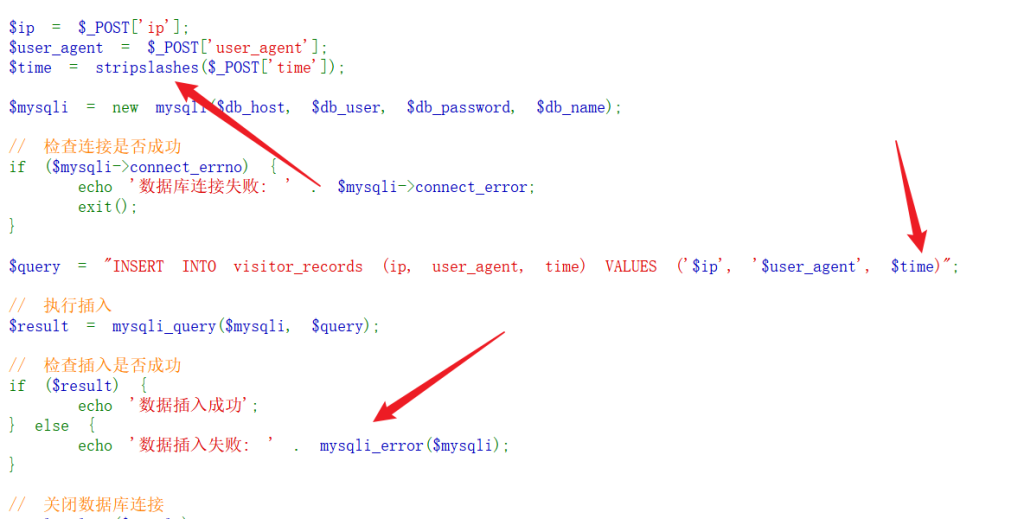 $ip = $_POST['ip'];
$user_agent = $_POST['user_agent'];
$time = stripslashes($_POST['time']);
$mysqli = new mysqli($db_host, $db_user, $db_password, $db_name);
// 检查连接是否成功
if ($mysqli->connect_errno) {
echo '数据库连接失败: ' . $mysqli->connect_error;
exit();
}
$query = "INSERT INTO visitor_records (ip, user_agent, time) VALUES ('$ip', '$user_agent', $time)";
// 执行插入
$result = mysqli_query($mysqli, $query);
// 检查插入是否成功
if ($result) {
echo '数据插入成功';
} else {
echo '数据插入失败: ' . mysqli_error($mysqli);
}
// 关闭数据库连接